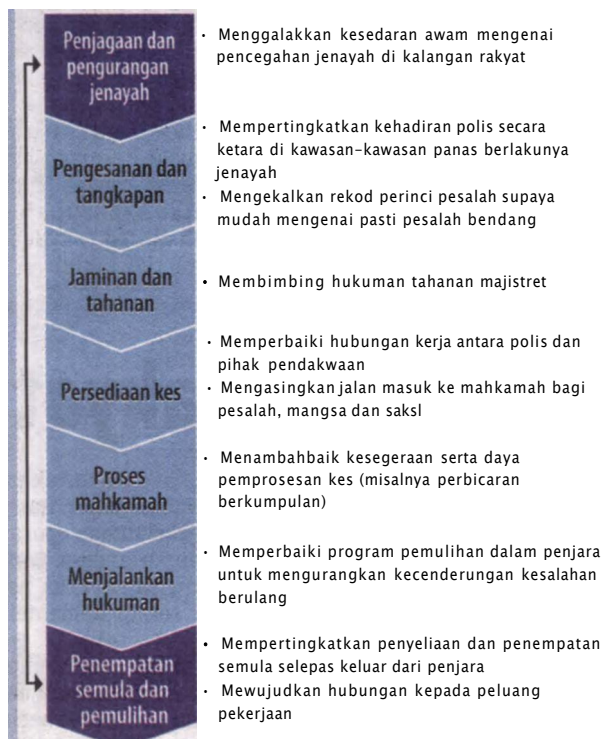 Penjagaan dan
pengurangan
jenayah
• Menggalakkan kesedaran awam mengenai
pencegahan jenayah di kalangan rakyat
Pengesanan dan
tangkapan
• Mempertingkatkan kehadiran polis secara
ketara di kawasan-kawasan panas berlakunya
jenayah
• Mengekalkan rekod perinci pesalah supaya
mudah mengenai pasti pesalah bendang
Jaminan dan
tahanan
• Membimbing hukuman tahanan majistret
Persediaan kes
• Memperbaiki hubungan kerja antara polis dan
pihak pendakwaan
• Mengasingkan jalan masuk ke mahkamah bagi
pesalah, mangsa dan saksl
Proses
mahkamah
• Menambahbaik kesegeraan serta daya
pemprosesan kes (misalnya perbicaran
berkumpulan)
Menjalankan
hukuman
• Memperbaiki program pemulihan dalam penjara
untuk mengurangkan kecenderungan kesalahan
berulang
Penempatan
semula dan
pemulihan
• Mempertingkatkan penyeliaan dan penempatan
semula selepas keluar dari penjara
• Mewujudkan hubungan kepada peluang
pekerjaan